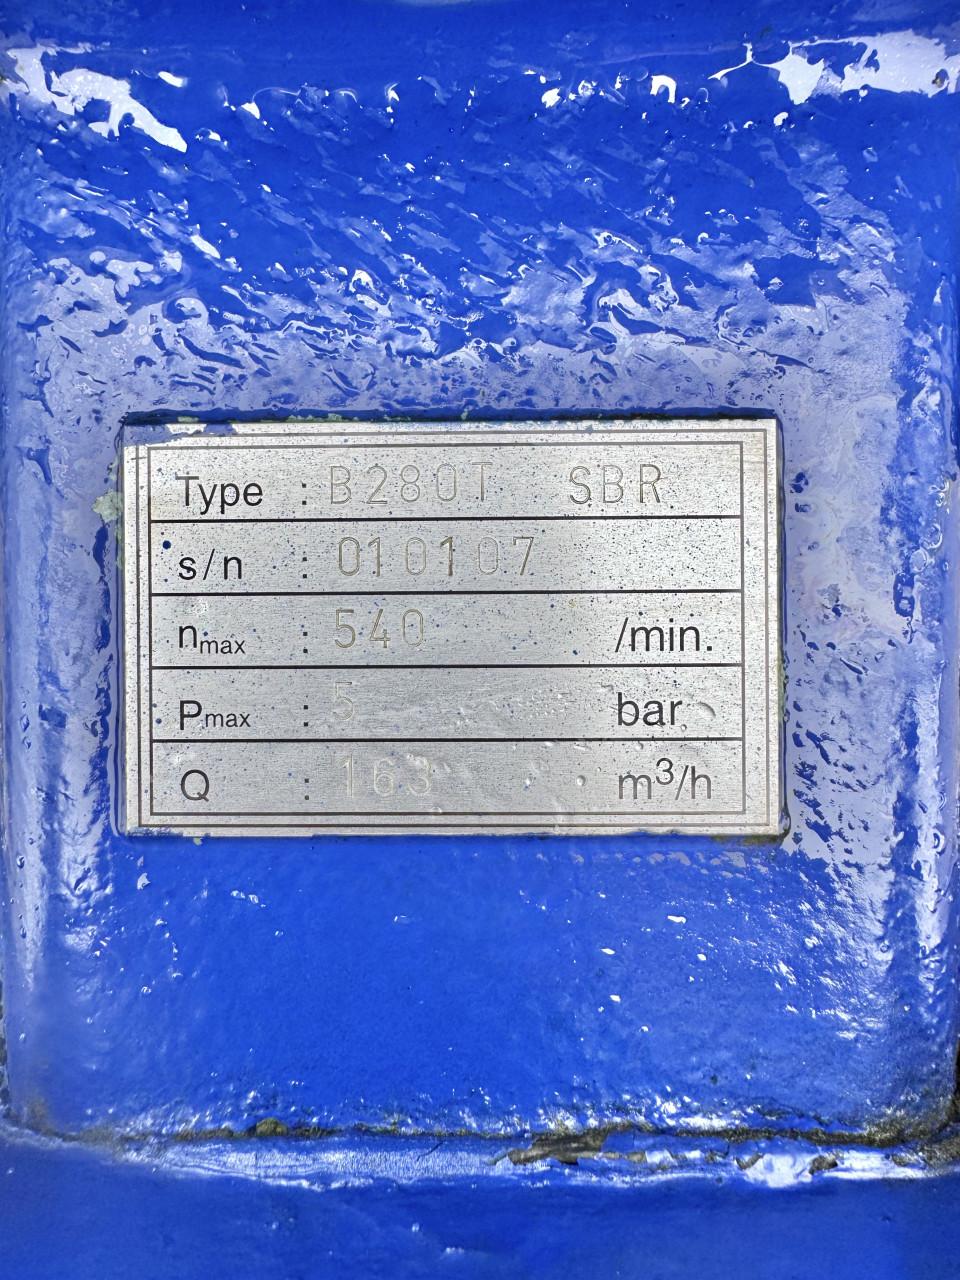 Type : B280T SBR
s/n : 010107
nmax : 540 /min.
Pmax : 5 bar
Q : 163 m³/h